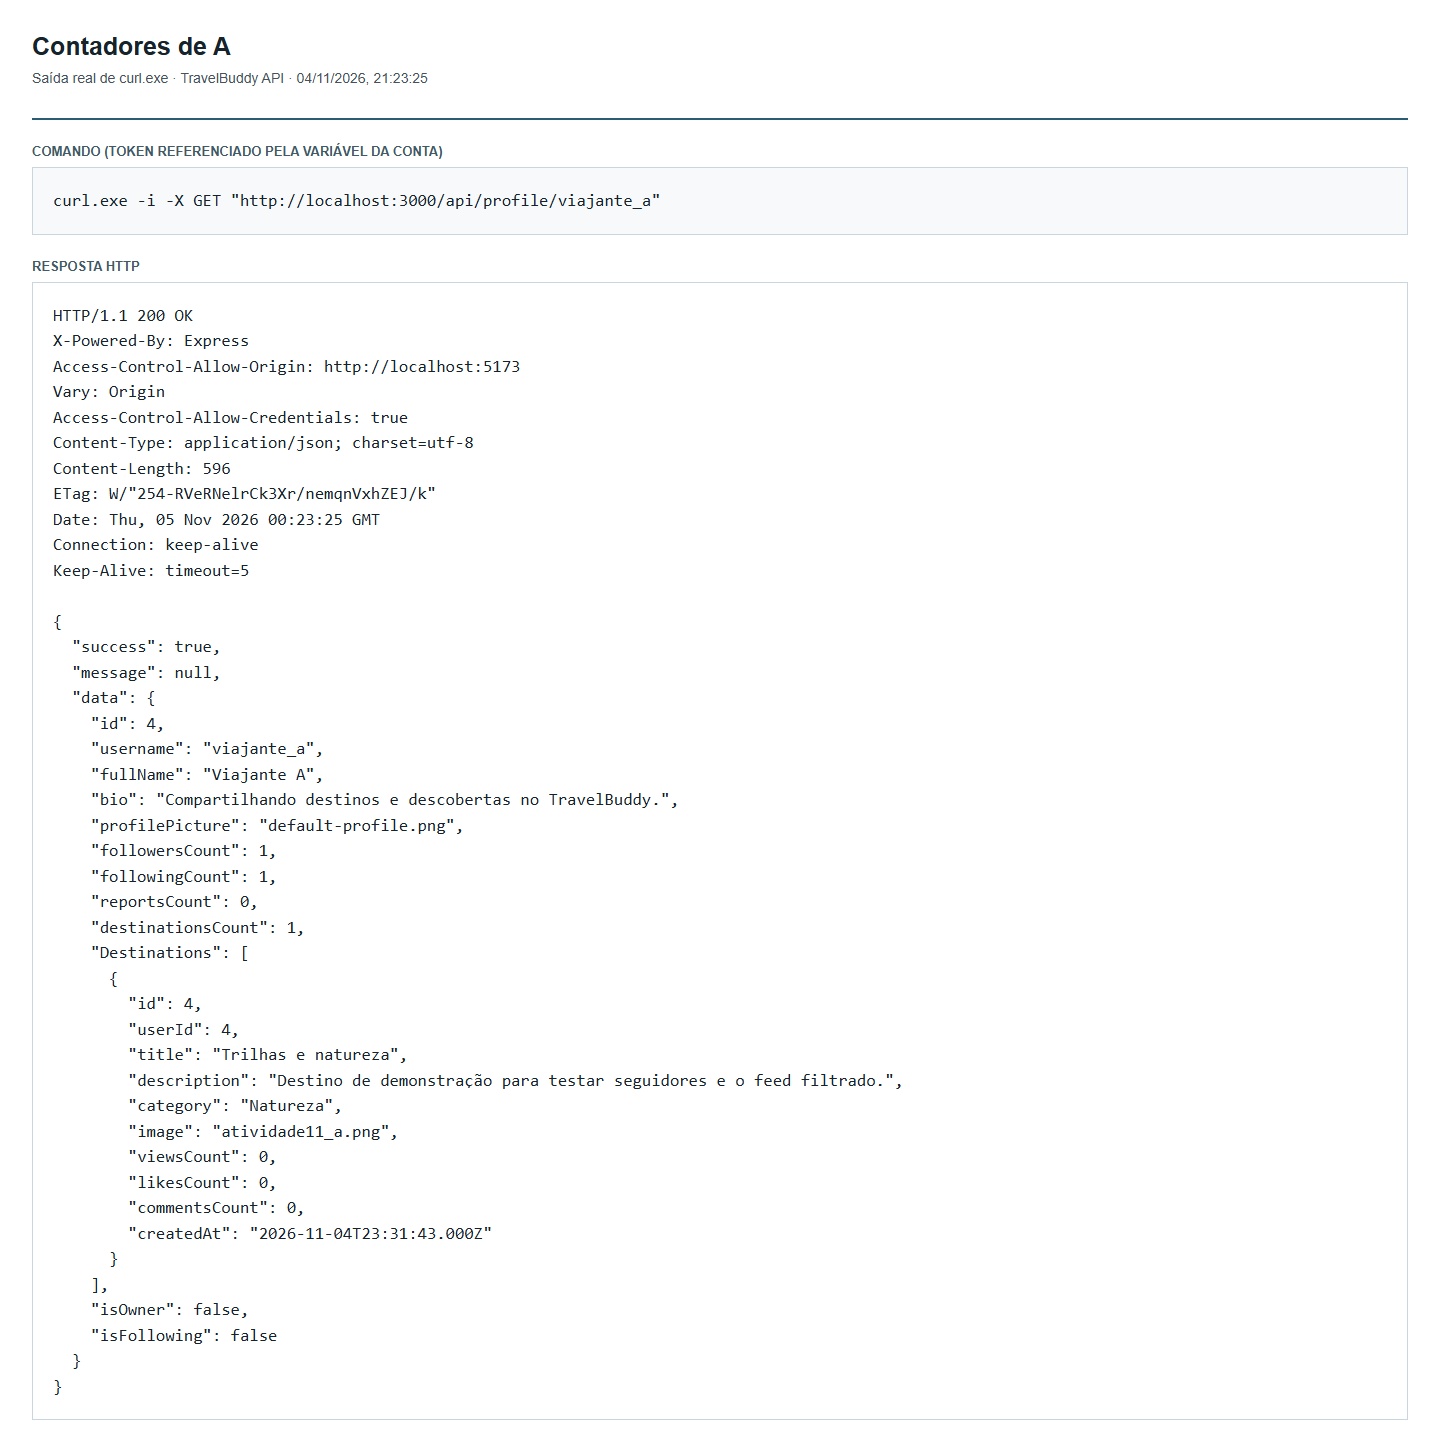 Contadores de A
Saída real de curl.exe · TravelBuddy API · 04/11/2026, 21:23:25
COMANDO (TOKEN REFERENCIADO PELA VARIÁVEL DA CONTA)
curl.exe -i -X GET "http://localhost:3000/api/profile/viajante_a"
RESPOSTA HTTP
HTTP/1.1 200 OK
X-Powered-By: Express
Access-Control-Allow-Origin: http://localhost:5173
Vary: Origin
Access-Control-Allow-Credentials: true
Content-Type: application/json; charset=utf-8
Content-Length: 596
ETag: W/"254-RVeRNelrCk3Xr/nemqnVxhZEJ/k"
Date: Thu, 05 Nov 2026 00:23:25 GMT
Connection: keep-alive
Keep-Alive: timeout=5
{
  "success": true,
  "message": null,
  "data": {
    "id": 4,
    "username": "viajante_a",
    "fullName": "Viajante A",
    "bio": "Compartilhando destinos e descobertas no TravelBuddy.",
    "profilePicture": "default-profile.png",
    "followersCount": 1,
    "followingCount": 1,
    "reportsCount": 0,
    "destinationsCount": 1,
    "Destinations": [
      {
        "id": 4,
        "userId": 4,
        "title": "Trilhas e natureza",
        "description": "Destino de demonstração para testar seguidores e o feed filtrado.",
        "category": "Natureza",
        "image": "atividade11_a.png",
        "viewsCount": 0,
        "likesCount": 0,
        "commentsCount": 0,
        "createdAt": "2026-11-04T23:31:43.000Z"
      }
    ],
    "isOwner": false,
    "isFollowing": false
  }
}